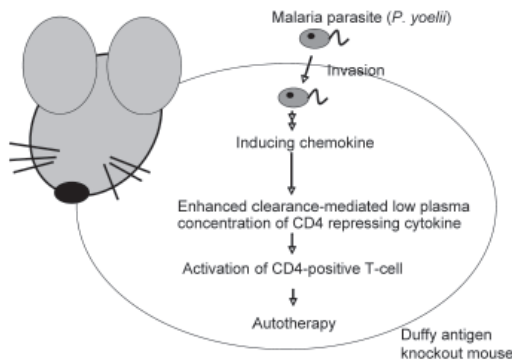 Malaria parasite (P. yoelii)
Invasion
Inducing chemokine
Enhanced clearance-mediated low plasma
concentration of CD4 repressing cytokine
Activation of CD4-positive T-cell
Autotherapy
Duffy antigen
knockout mouse